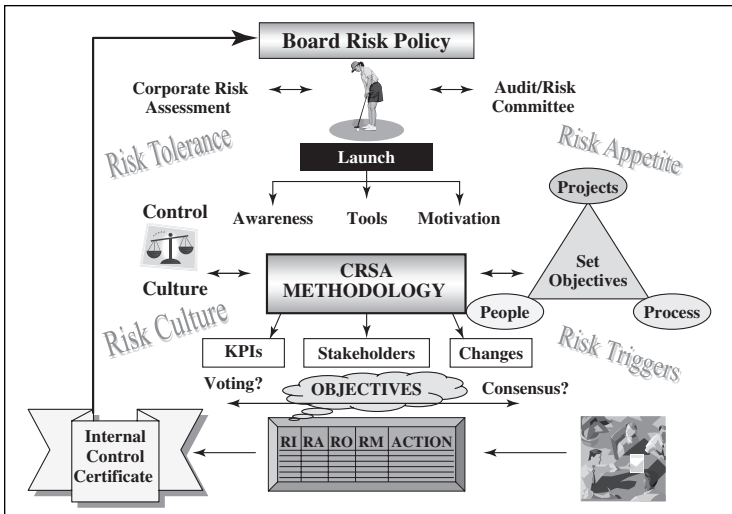 Board Risk Policy
Corporate Risk
Assessment
Audit/Risk
Committee
Risk Tolerance
Risk Appetite
Launch
Projects
Control
Awareness
Tools
Motivation
Set
Objectives
Culture
CRSA
METHODOLOGY
People
Process
Risk Culture
Risk Triggers
KPIs
Stakeholders
Changes
Voting?
OBJECTIVES
Consensus?
Internal
Control
Certificate
RI RA RO RM ACTION